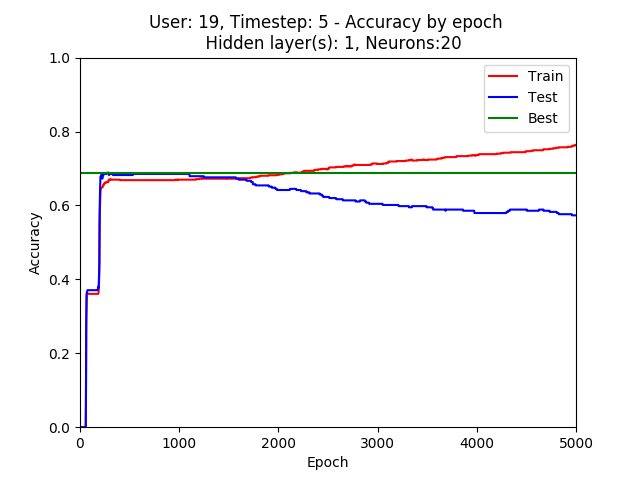 User: 19, Timestep: 5 - Accuracy by epoch
Hidden layer(s): 1, Neurons:20
1.0
0.8
0.6
0.4
0.2
0.0
Accuracy
Train
Test
Best
0 1000 2000 3000 4000 5000
Epoch